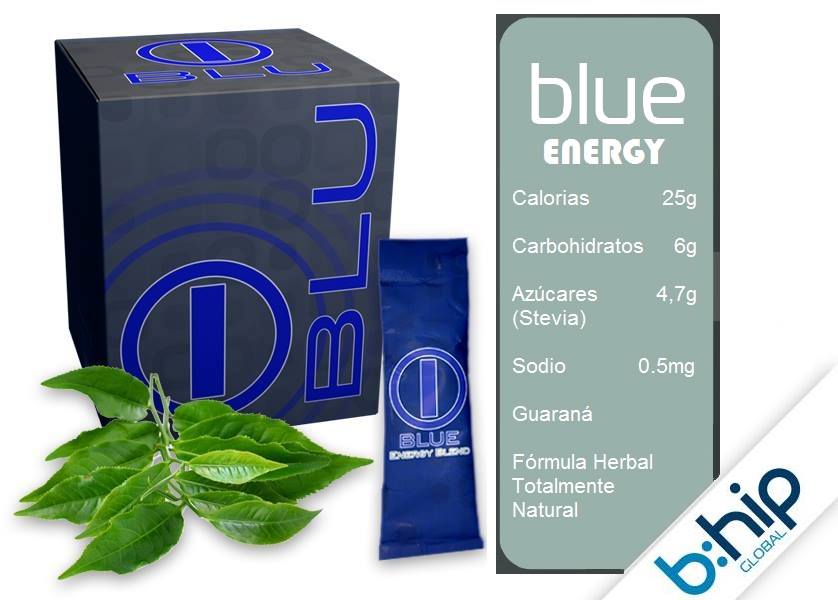 BLU
BLU
BLUE
ENERGY BLEND
blue
ENERGY
Calorias 25g
Carbohidratos 6g
Azúcares 4,7g
(Stevia)
Sodio 0.5mg
Guaraná
Fórmula Herbal
Totalmente
Natural
b:hip
GLOBAL